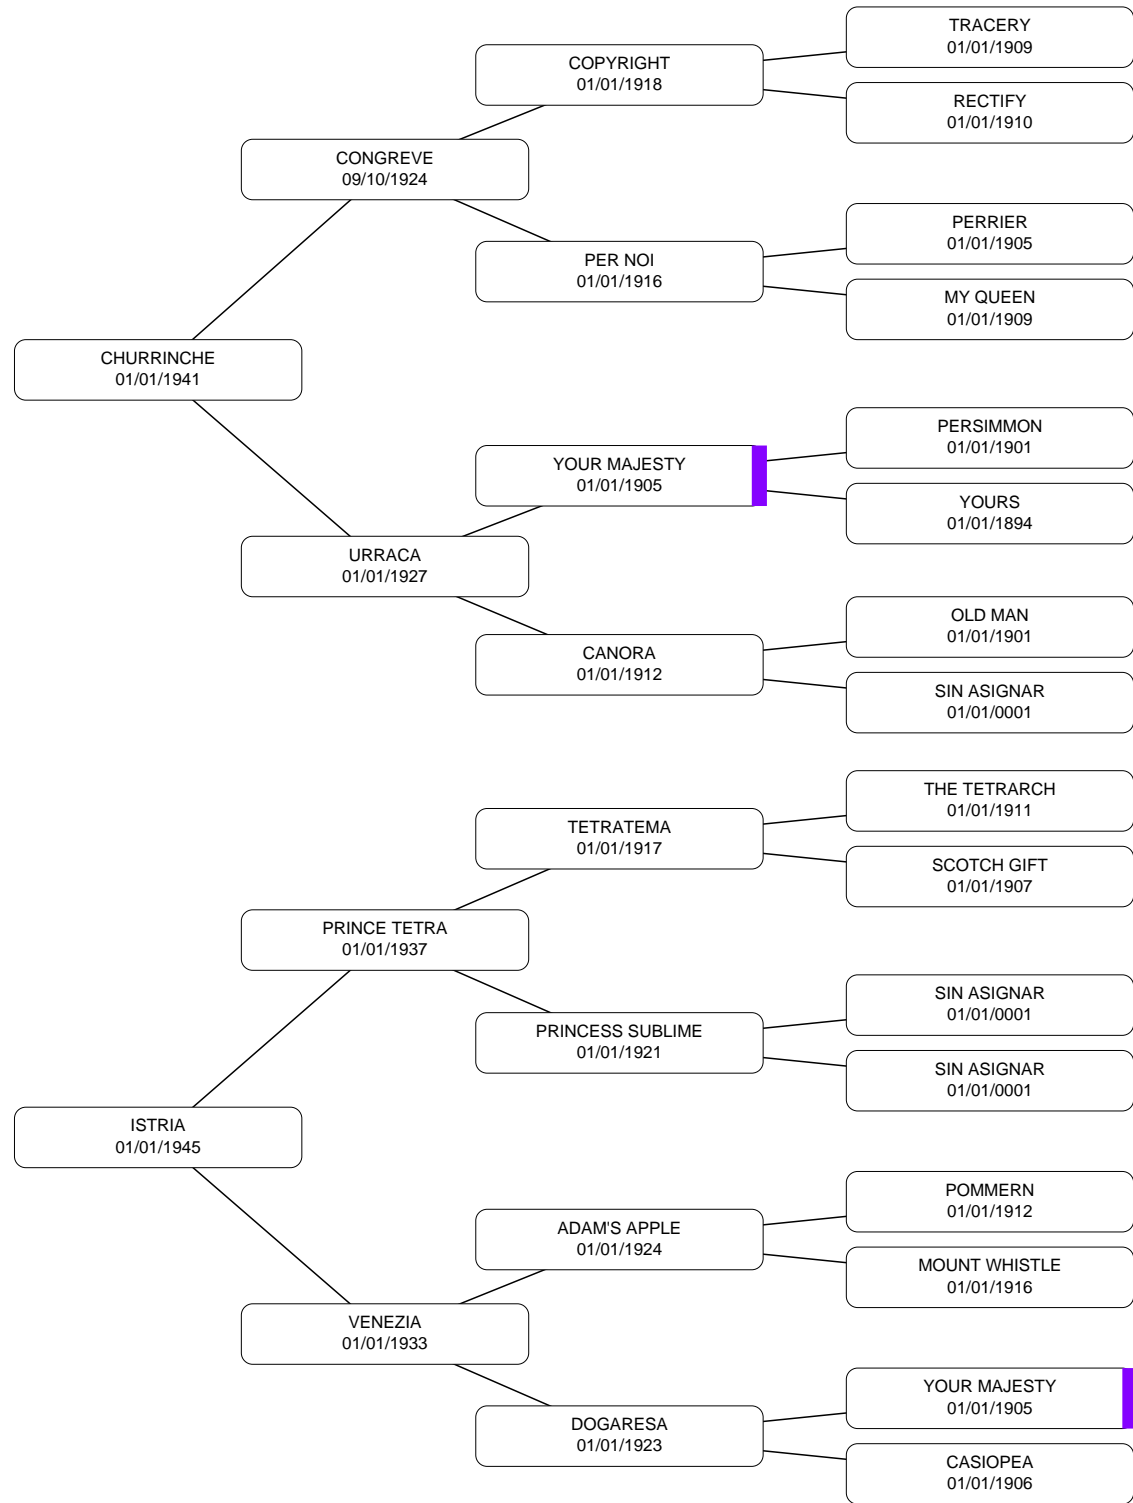 TRACERY
01/01/1909
COPYRIGHT
01/01/1918
RECTIFY
01/01/1910
CONGREVE
09/10/1924
PERRIER
01/01/1905
PER NOI
01/01/1916
MY QUEEN
01/01/1909
CHURRINCHE
01/01/1941
PERSIMMON
01/01/1901
YOUR MAJESTY
01/01/1905
YOURS
01/01/1894
URRACA
01/01/1927
OLD MAN
01/01/1901
CANORA
01/01/1912
SIN ASIGNAR
01/01/0001
THE TETRARCH
01/01/1911
TETRATEMA
01/01/1917
SCOTCH GIFT
01/01/1907
PRINCE TETRA
01/01/1937
SIN ASIGNAR
01/01/0001
PRINCESS SUBLIME
01/01/1921
SIN ASIGNAR
01/01/0001
ISTRIA
01/01/1945
POMMERN
01/01/1912
ADAM'S APPLE
01/01/1924
MOUNT WHISTLE
01/01/1916
VENEZIA
01/01/1933
YOUR MAJESTY
01/01/1905
DOGARESA
01/01/1923
CASIOPEA
01/01/1906